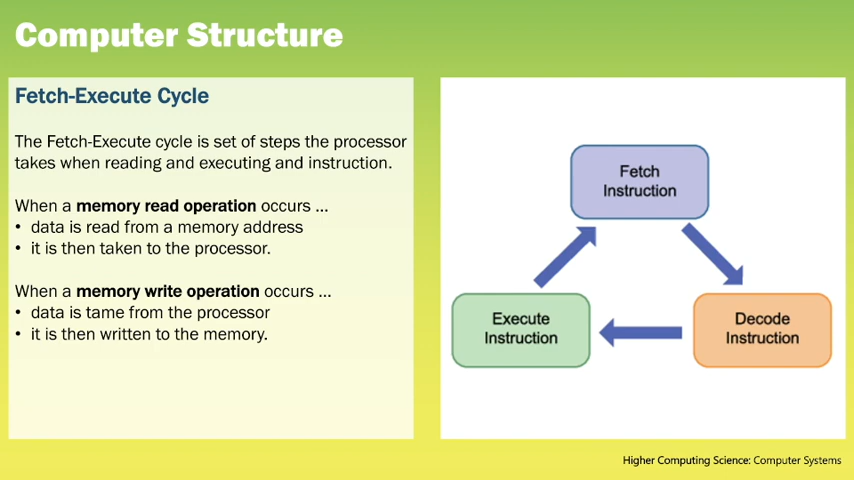 Computer Structure
Fetch-Execute Cycle
The Fetch-Execute cycle is set of steps the processor
takes when reading and executing and instruction.
When a memory read operation occurs ...
• data is read from a memory address
• it is then taken to the processor.
When a memory write operation occurs ...
• data is tame from the processor
• it is then written to the memory.
Fetch
Instruction
Execute
Instruction
Decode
Instruction
Higher Computing Science: Computer Systems